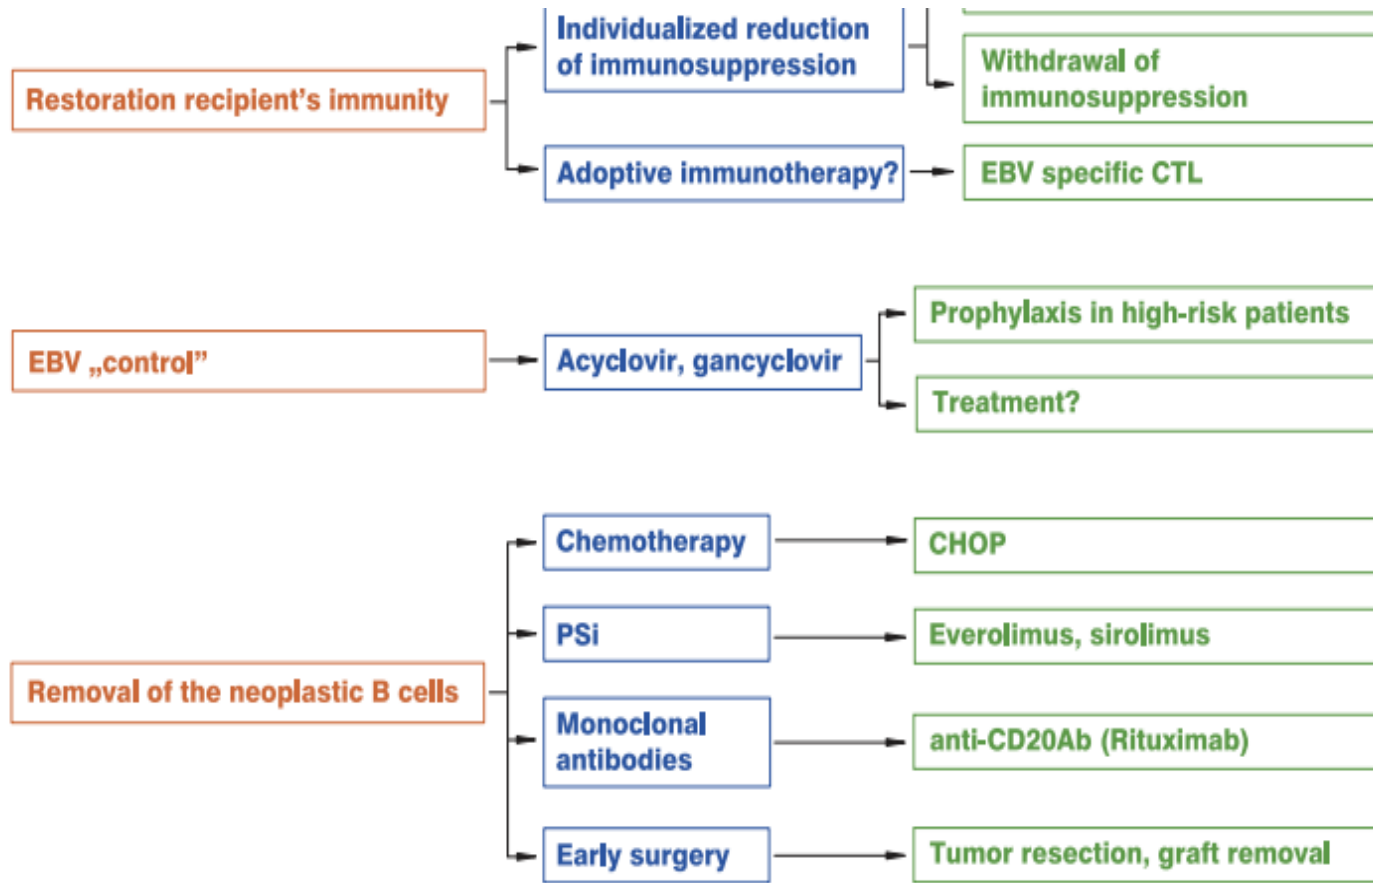 Individualized reduction
of immunosuppression
Withdrawal of
immunosuppression
Restoration recipient's immunity
Adoptive immunotherapy?
EBV specific CTL
Prophylaxis in high-risk patients
EBV „control”
Acyclovir, gancyclovir
Treatment?
Chemotherapy
CHOP
PSi
Everolimus, sirolimus
Removal of the neoplastic B cells
Monoclonal
antibodies
anti-CD20Ab (Rituximab)
Early surgery
Tumor resection, graft removal